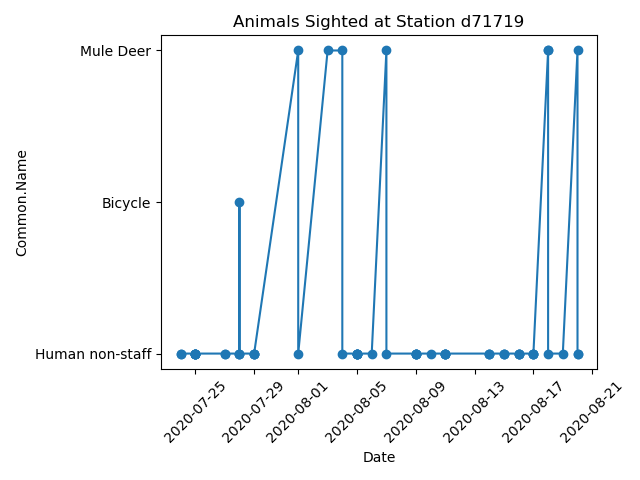 Animals Sighted at Station d71719
Mule Deer
Bicycle
Human non-staff
Common.Name
2020-07-25
2020-07-29
2020-08-01
2020-08-05
2020-08-09
2020-08-13
2020-08-17
2020-08-21
Date